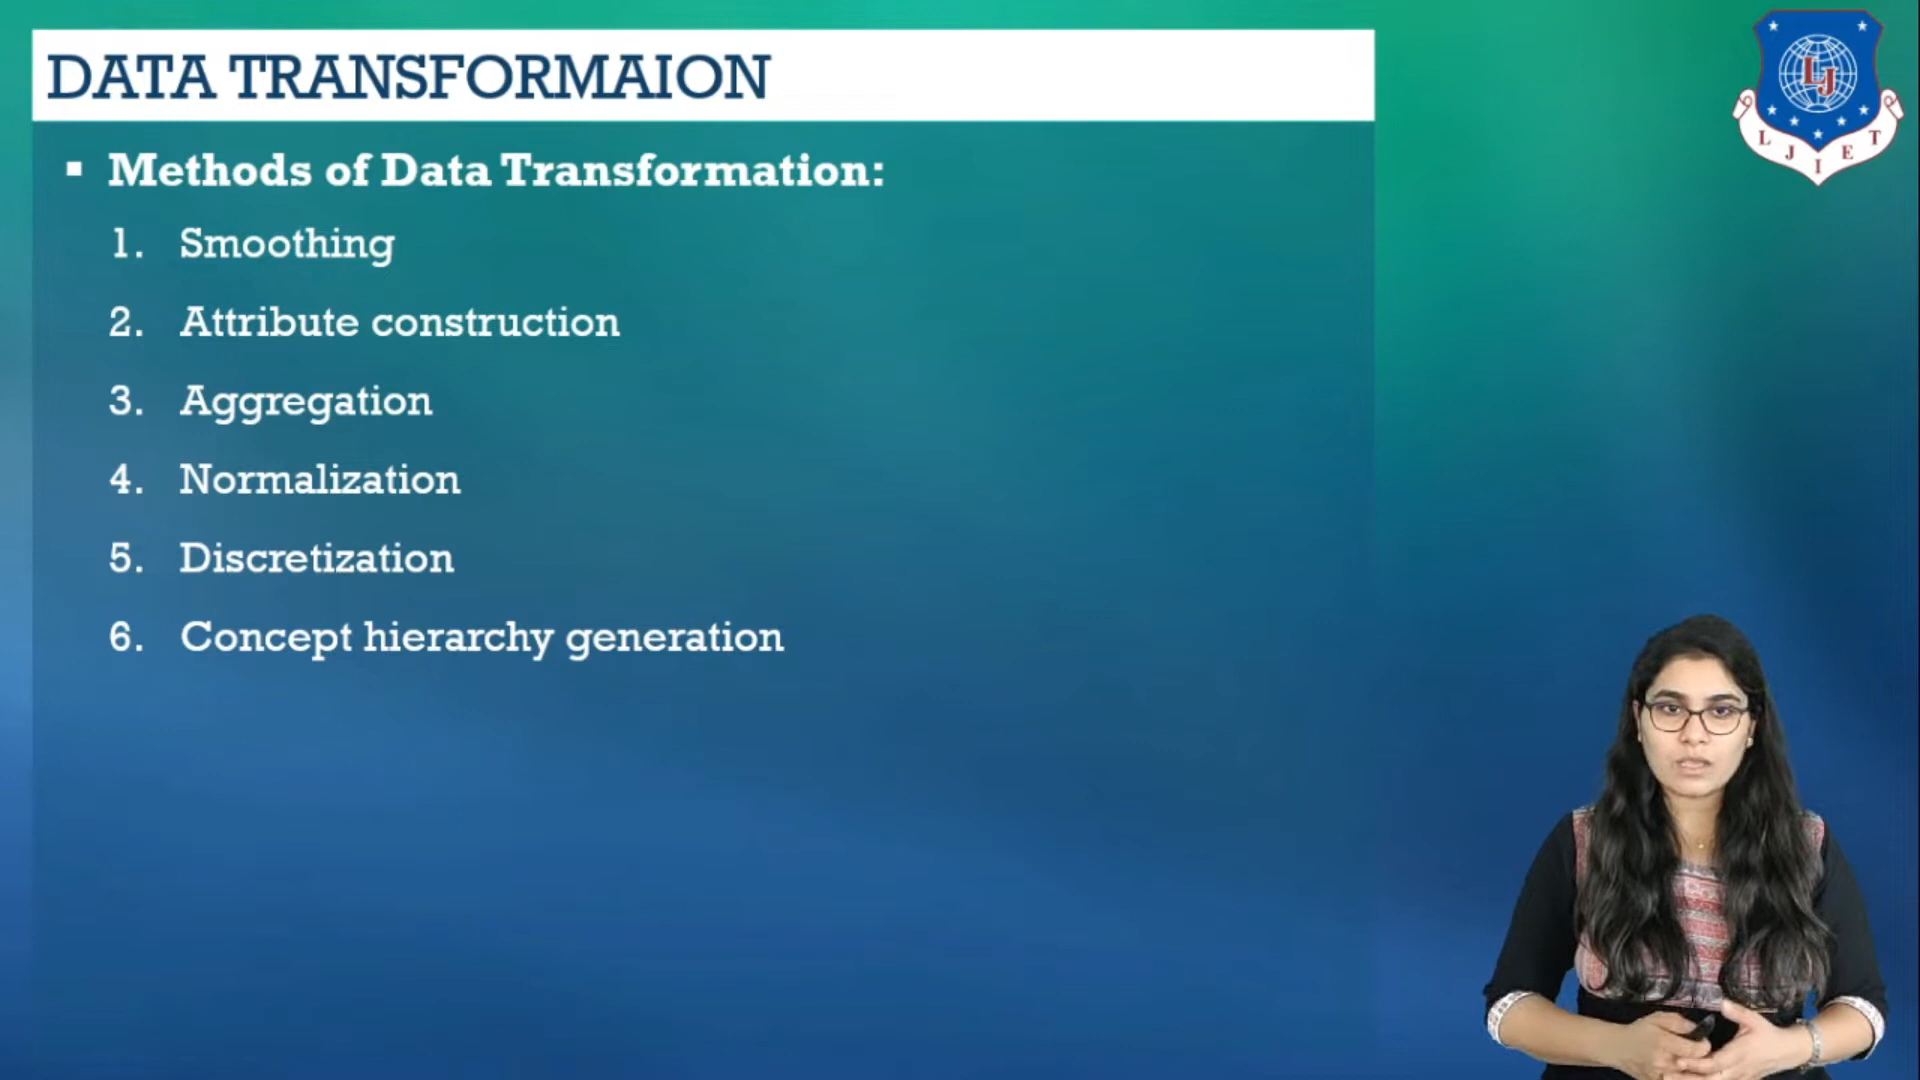 DATA TRANSFORMAION
▪ Methods of Data Transformation:
1. Smoothing
2. Attribute construction
3. Aggregation
4. Normalization
5. Discretization
6. Concept hierarchy generation
LJ
L J I E T